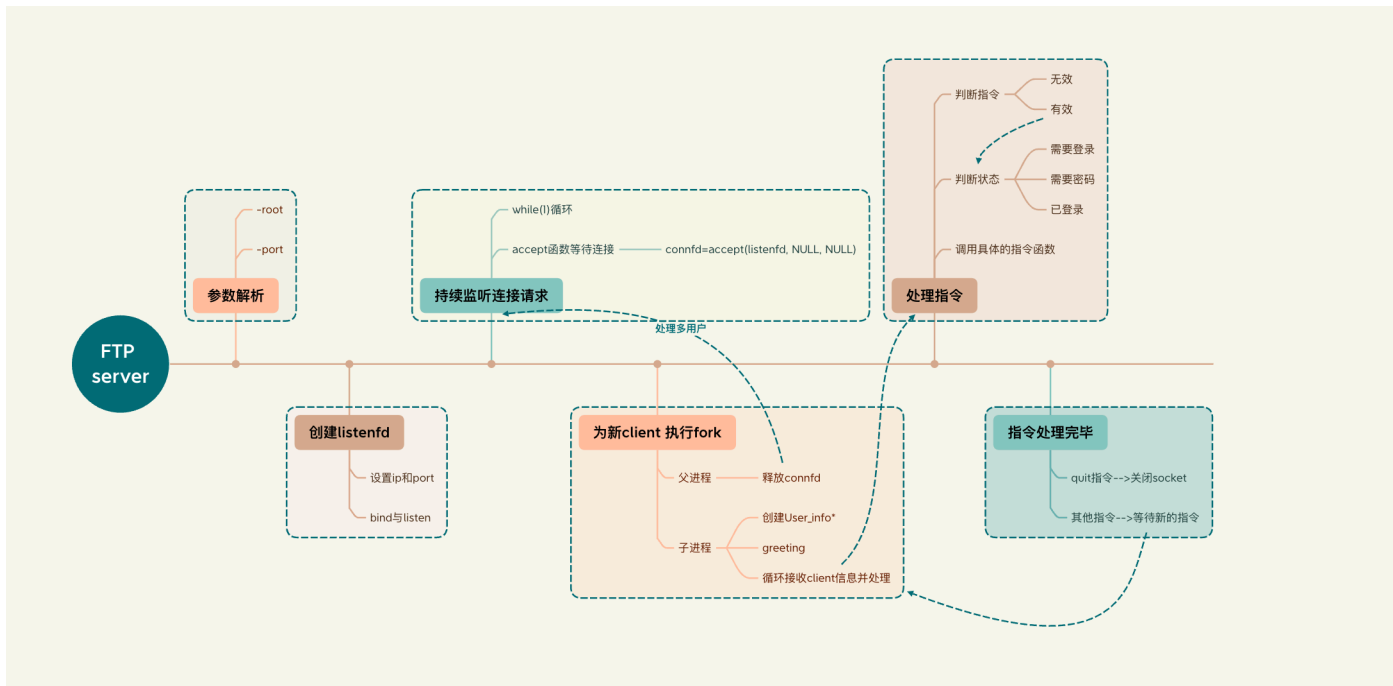 FTP
server
-root
-port
参数解析
创建listenfd
设置ip和port
bind与listen
while(1)循环
accept函数等待连接
connfd=accept(listenfd, NULL, NULL)
持续监听连接请求
处理多用户
为新client 执行fork
父进程
释放connfd
子进程
创建User_info*
greeting
循环接收client信息并处理
判断指令
无效
有效
判断状态
需要登录
需要密码
已登录
调用具体的指令函数
处理指令
指令处理完毕
quit指令-->关闭socket
其他指令-->等待新的指令